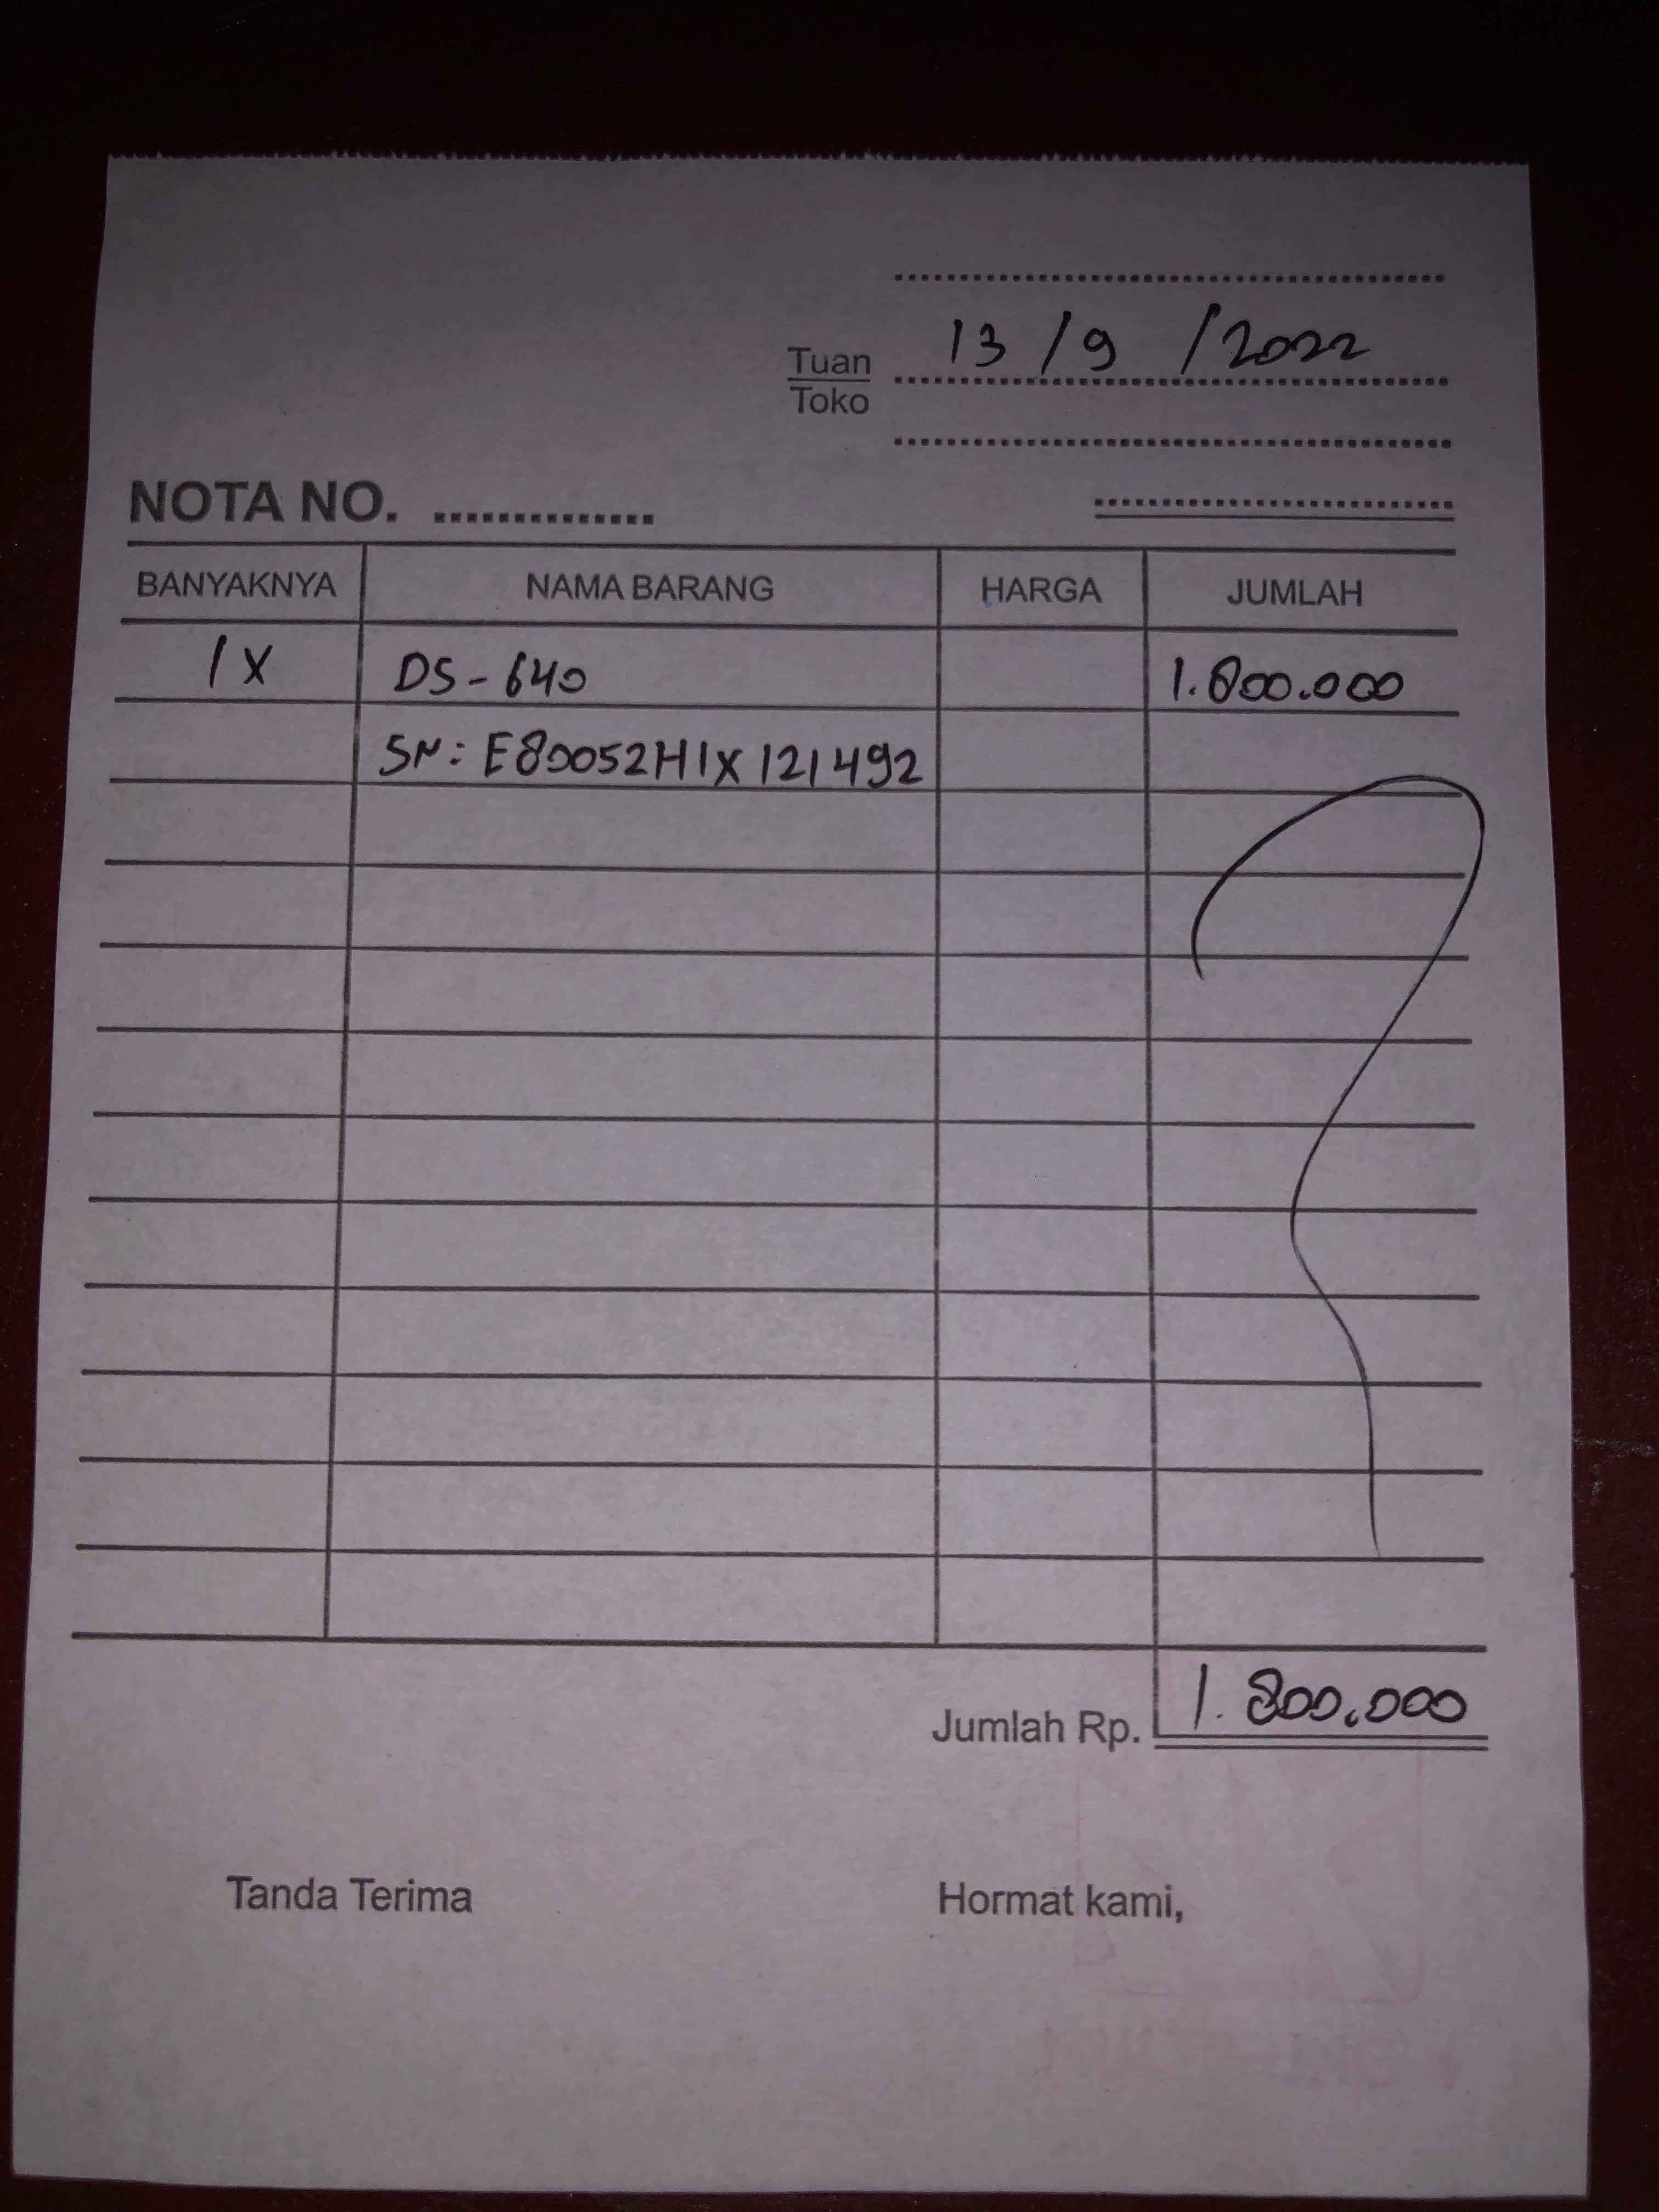 13/9/2022
Tuan
Toko
NOTA NO. ..............
BANYAKNYA NAMA BARANG HARGA JUMLAH
1X DS-640 1.800.000
SN: E80052H1X121492
Jumlah Rp. 1.800.000
Tanda Terima Hormat kami,